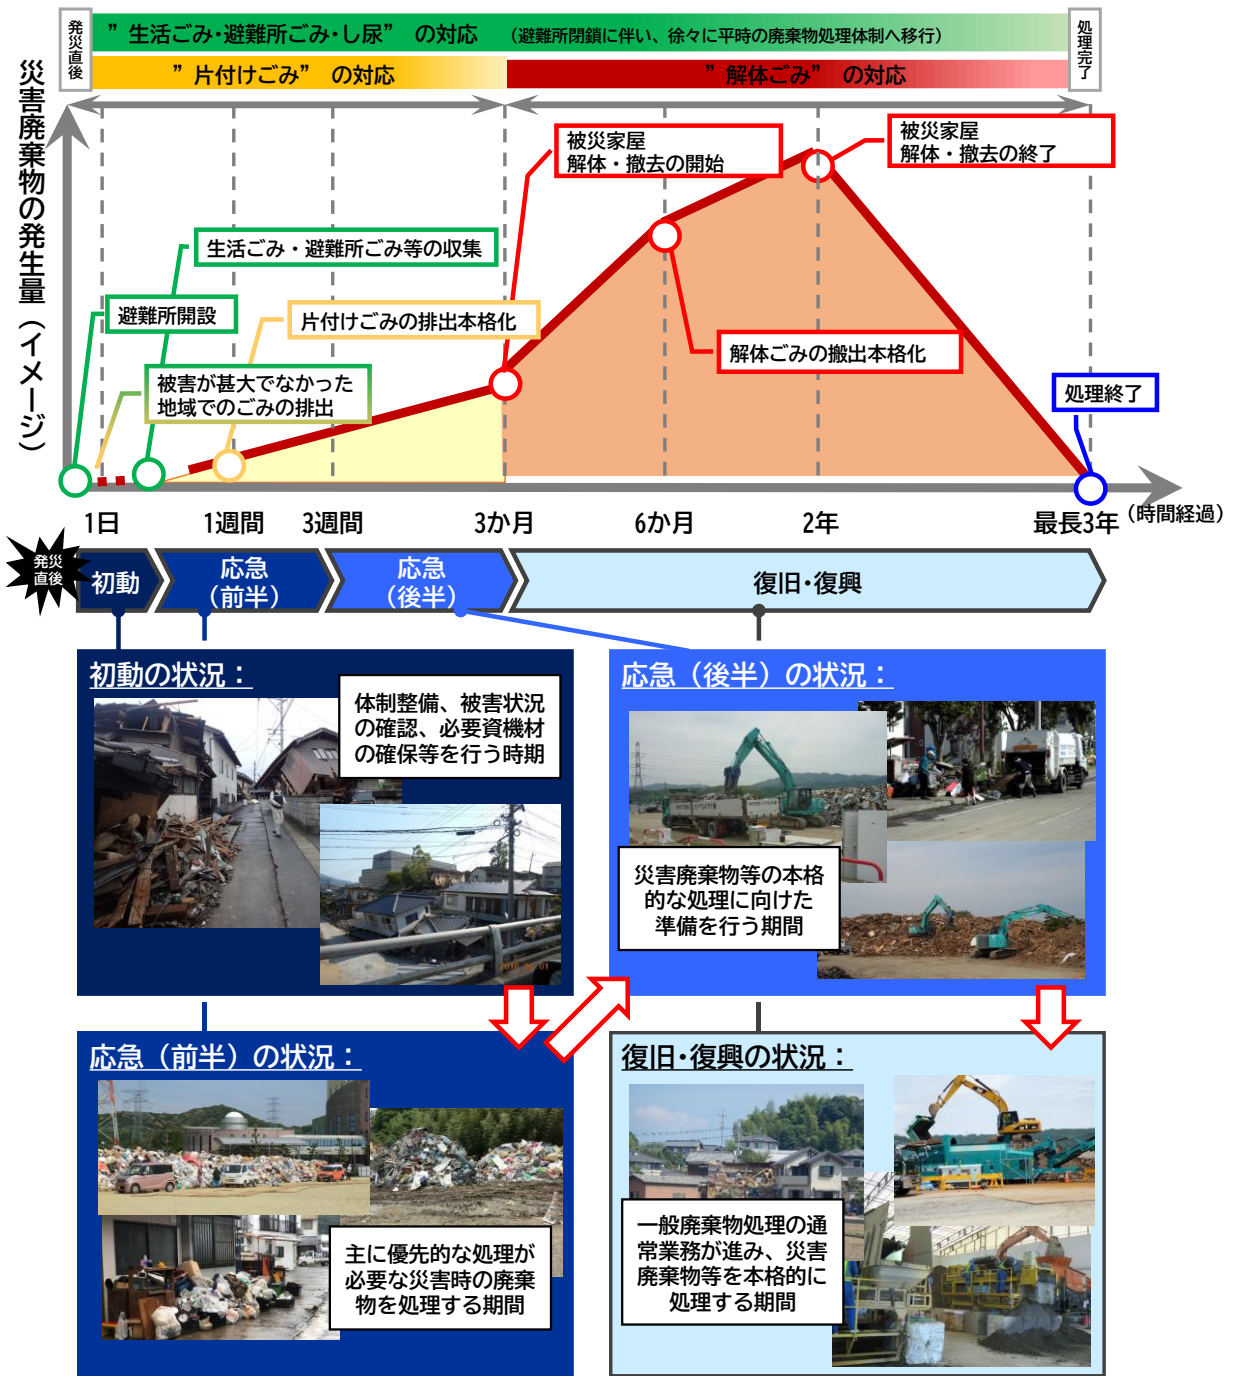 発災直後
”生活ごみ・避難所ごみ・し尿” の対応 （避難所閉鎖に伴い、徐々に平時の廃棄物処理体制へ移行）
処理完了
”片付けごみ” の対応
”解体ごみ” の対応
災害廃棄物の発生量（イメージ）
被災家屋
解体・撤去の開始
被災家屋
解体・撤去の終了
生活ごみ・避難所ごみ等の収集
避難所開設
片付けごみの排出本格化
解体ごみの搬出本格化
被害が甚大でなかった
地域でのごみの排出
処理終了
1日
1週間
3週間
3か月
6か月
2年
最長3年
（時間経過）
発災
直後
初動
応急
（前半）
応急
（後半）
復旧・復興
初動の状況：
体制整備、被害状況
の確認、必要資機材
の確保等を行う時期
応急（後半）の状況：
災害廃棄物等の本格
的な処理に向けた
準備を行う期間
応急（前半）の状況：
主に優先的な処理が
必要な災害時の廃棄
物を処理する期間
復旧・復興の状況：
一般廃棄物処理の通
常業務が進み、災害
廃棄物等を本格的に
処理する期間